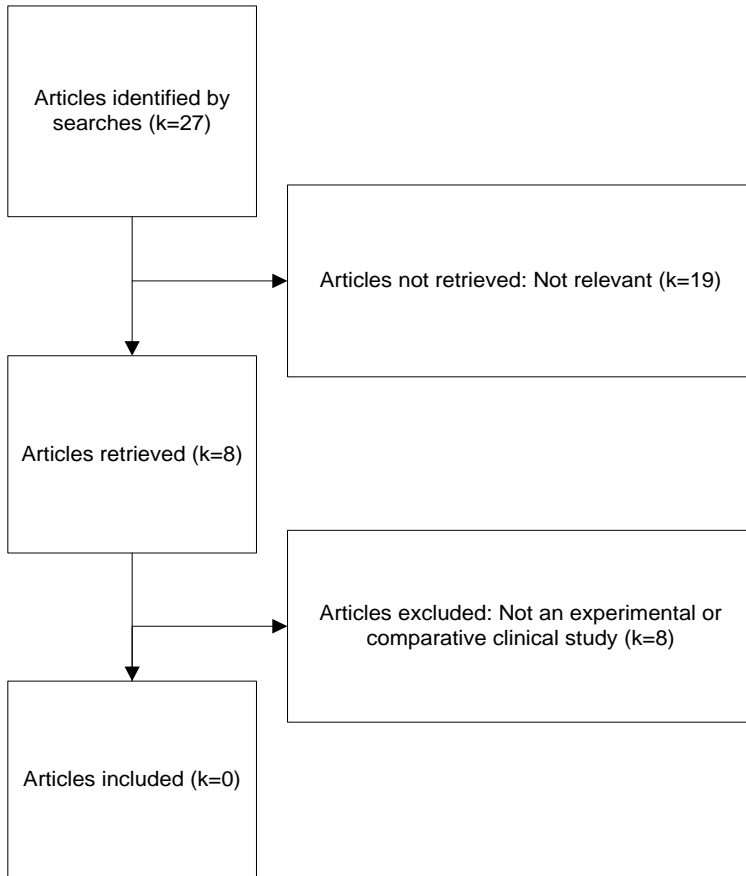 Articles identified by
searches (k=27)
Articles not retrieved: Not relevant (k=19)
Articles retrieved (k=8)
Articles excluded: Not an experimental or
comparative clinical study (k=8)
Articles included (k=0)